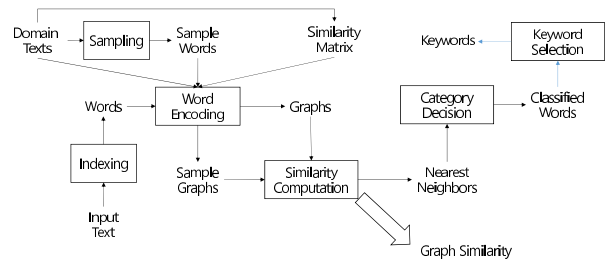 Domain
Texts
Sampling
Sample
Words
Similarity
Matrix
Keywords
Keyword
Selection
Words
Word
Encoding
Graphs
Category
Decision
Classified
Words
Indexing
Sample
Graphs
Similarity
Computation
Nearest
Neighbors
Input
Text
Graph Similarity